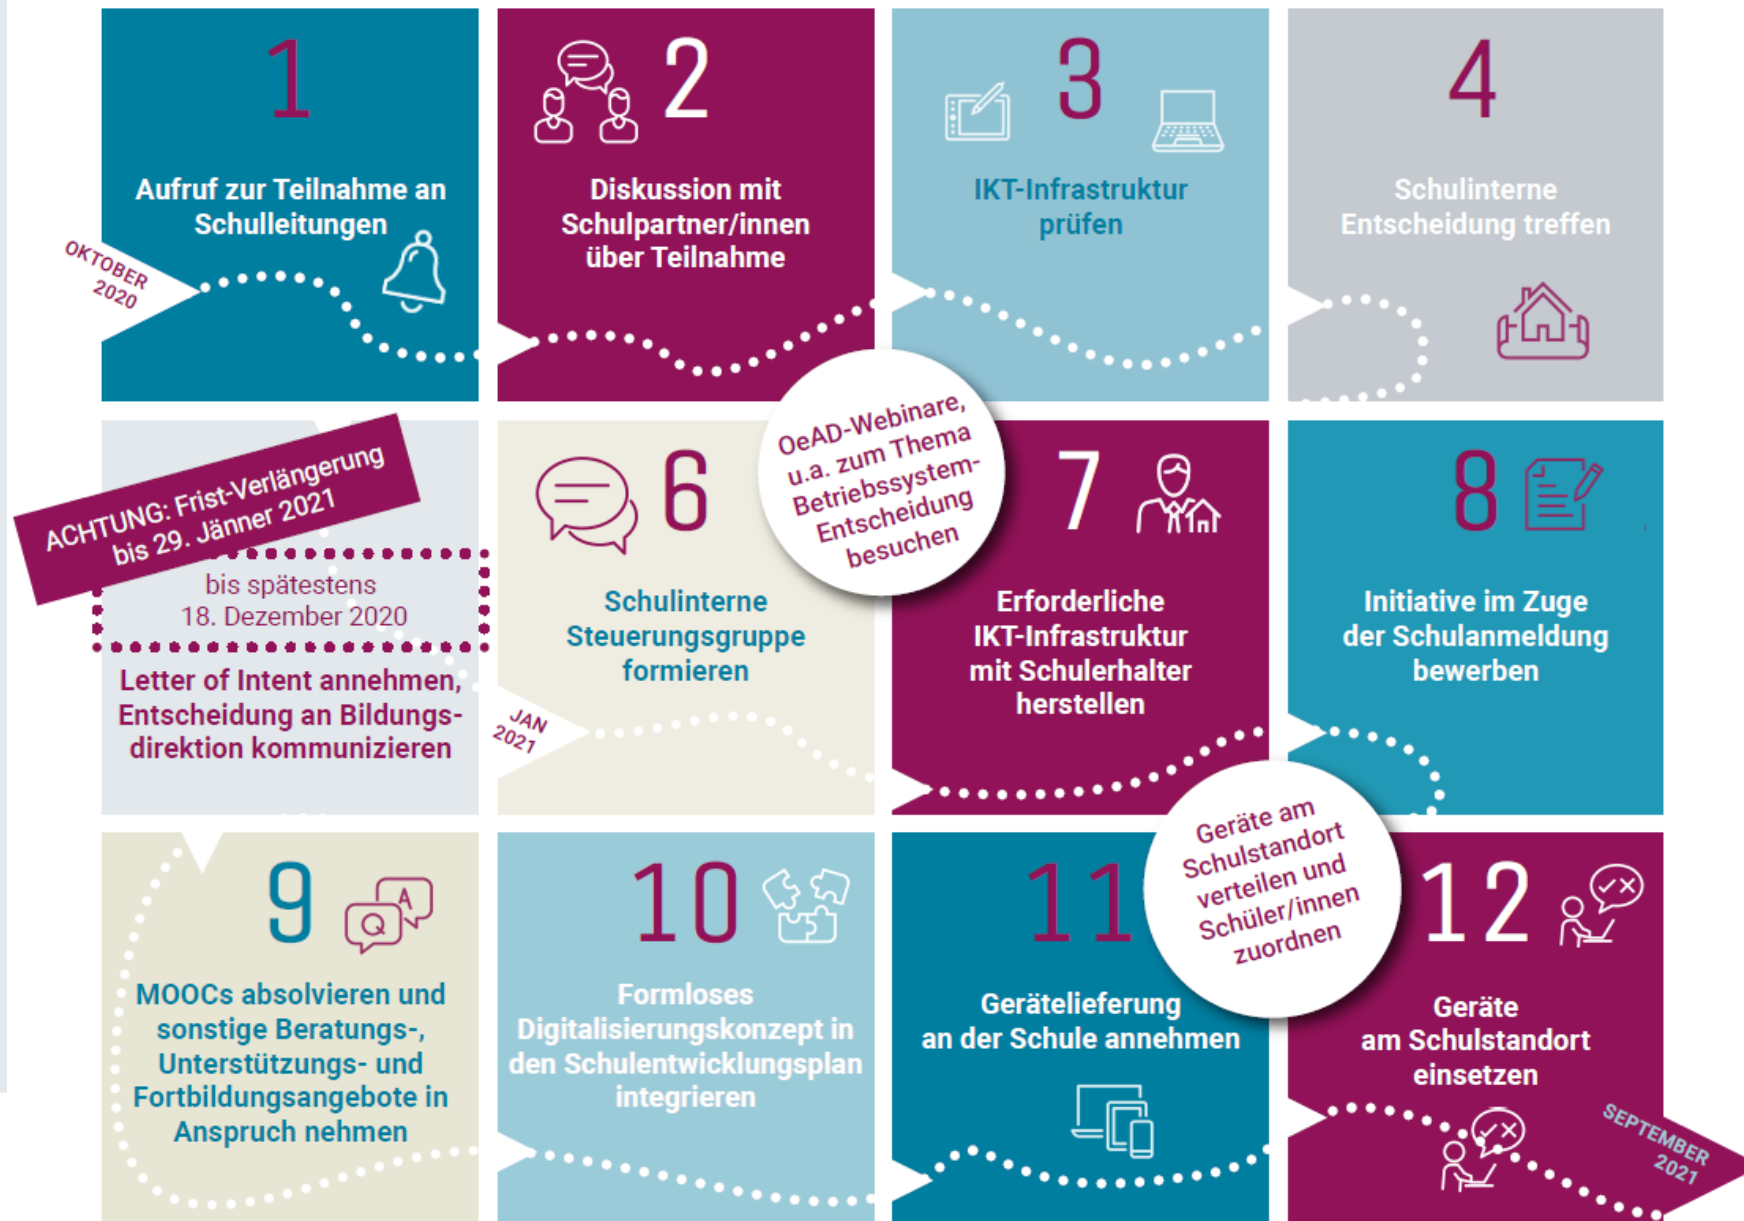 1
Aufruf zur Teilnahme an
Schulleitungen
OKTOBER
2020
2
Diskussion mit
Schulpartner/innen
über Teilnahme
3
IKT-Infrastruktur
prüfen
4
Schulinterne
Entscheidung treffen
ACHTUNG: Frist-Verlängerung
bis 29. Jänner 2021
bis spätestens
18. Dezember 2020
Letter of Intent annehmen,
Entscheidung an Bildungs-
direktion kommunizieren
JAN
2021
6
Schulinterne
Steuerungsgruppe
formieren
OeAD-Webinare,
u.a. zum Thema
Betriebssystem-
Entscheidung
besuchen
7
Erforderliche
IKT-Infrastruktur
mit Schulerhalter
herstellen
8
Initiative im Zuge
der Schulanmeldung
bewerben
9
Q
A
MOOCs absolvieren und
sonstige Beratungs-,
Unterstützungs- und
Fortbildungsangebote in
Anspruch nehmen
10
Formloses
Digitalisierungskonzept in
den Schulentwicklungsplan
integrieren
11
Gerätelieferung
an der Schule annehmen
Geräte am
Schulstandort
verteilen und
Schüler/innen
zuordnen
12
Geräte
am Schulstandort
einsetzen
SEPTEMBER
2021